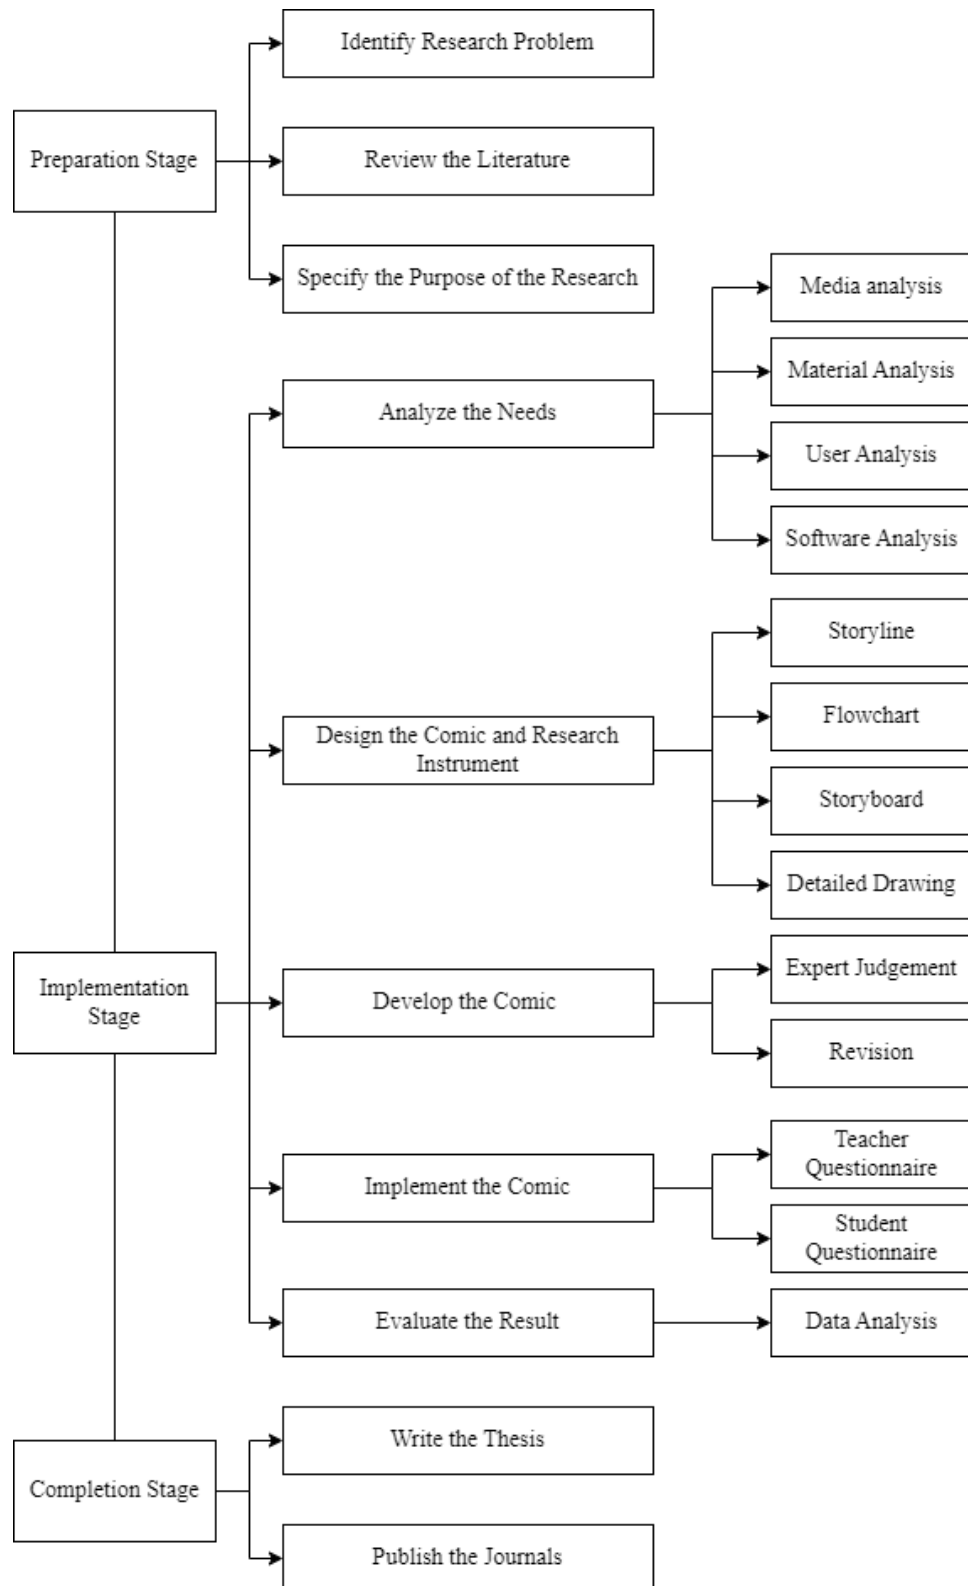 Identify Research Problem
Preparation Stage
Review the Literature
Specify the Purpose of the Research
Media analysis
Material Analysis
Analyze the Needs
User Analysis
Software Analysis
Storyline
Flowchart
Design the Comic and Research
Instrument
Storyboard
Detailed Drawing
Implementation
Stage
Develop the Comic
Expert Judgement
Revision
Implement the Comic
Teacher
Questionnaire
Student
Questionnaire
Evaluate the Result
Data Analysis
Completion Stage
Write the Thesis
Publish the Journals